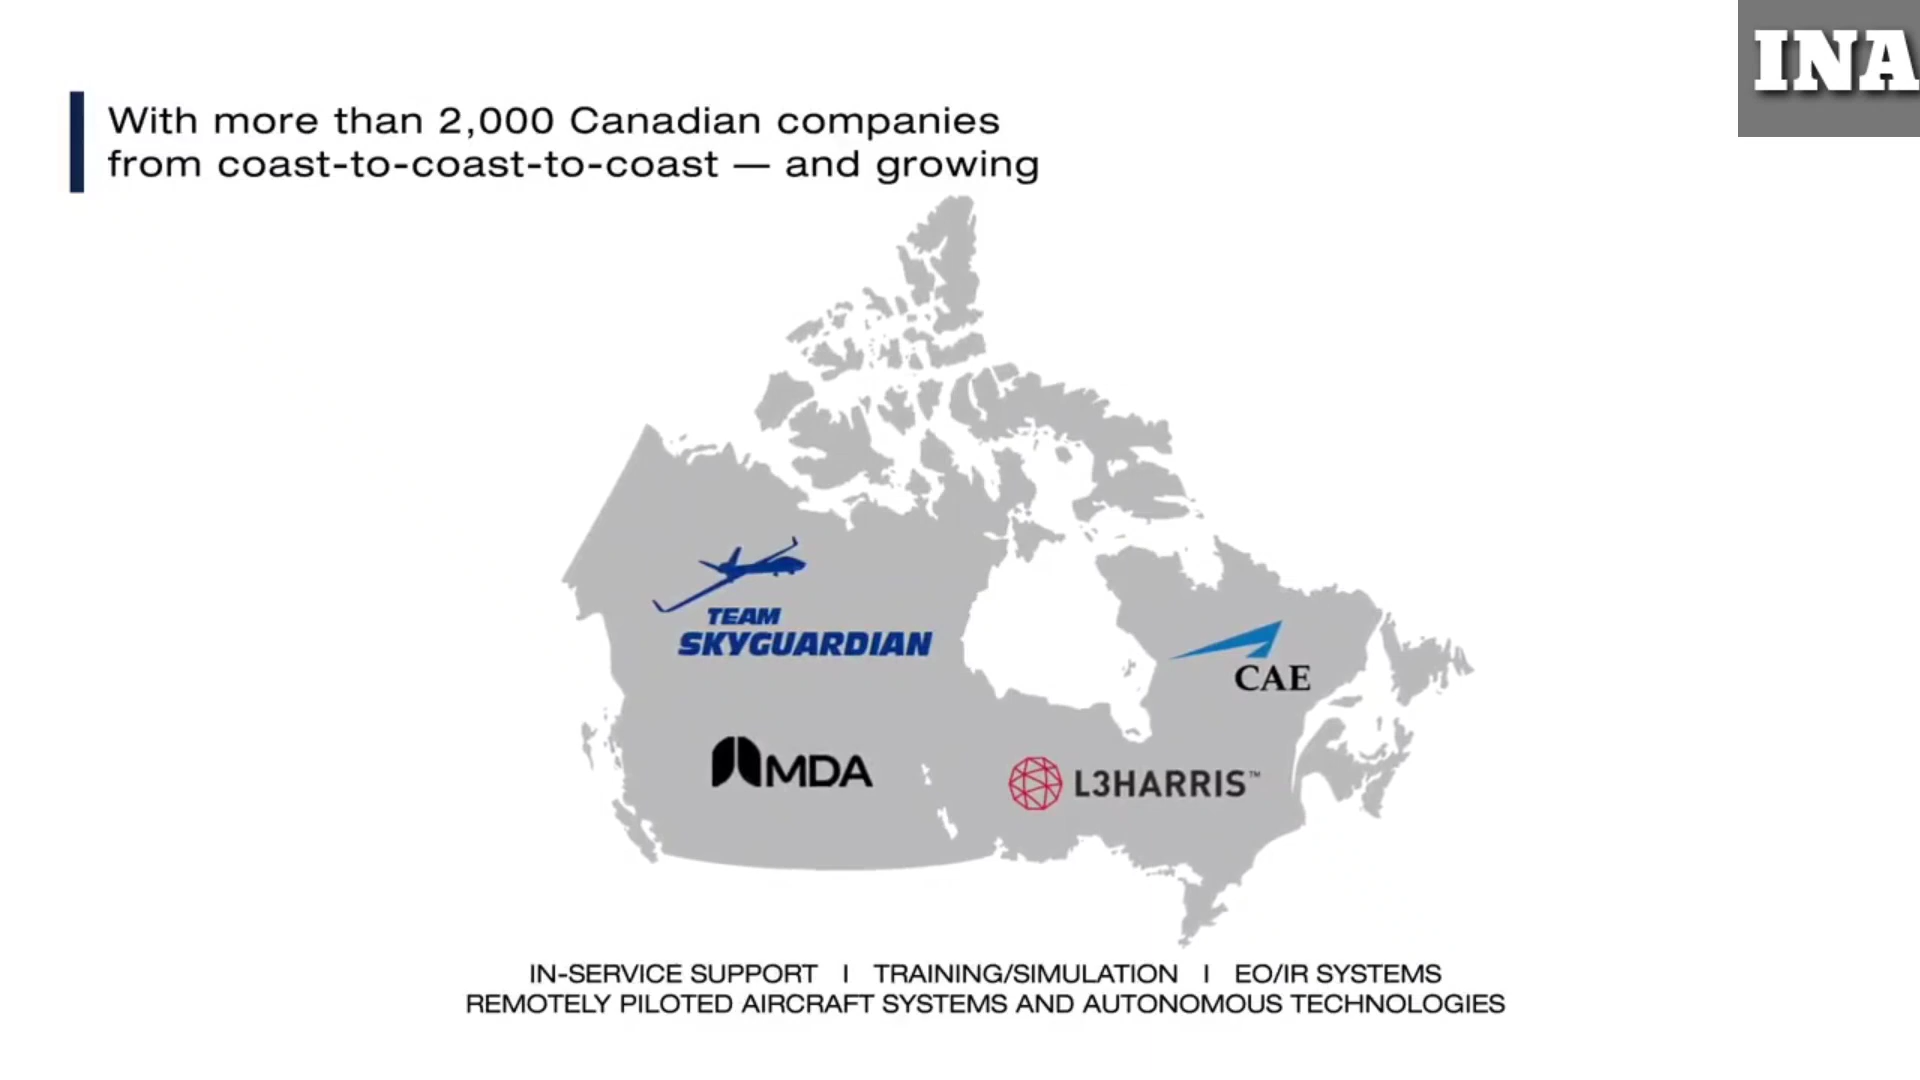 INA
With more than 2,000 Canadian companies
from coast-to-coast-to-coast — and growing
TEAM
SKYGUARDIAN
CAE
MDA
L3HARRIS™
IN-SERVICE SUPPORT I TRAINING/SIMULATION I EO/IR SYSTEMS
REMOTELY PILOTED AIRCRAFT SYSTEMS AND AUTONOMOUS TECHNOLOGIES